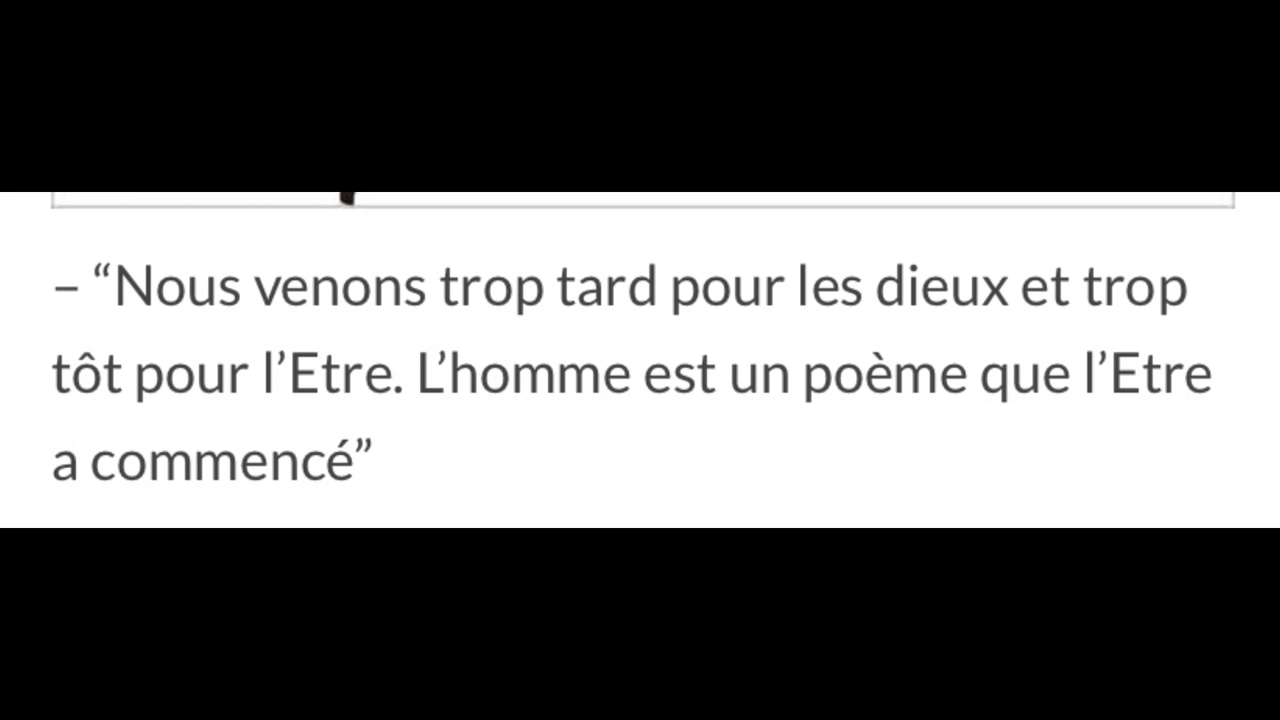 – “Nous venons trop tard pour les dieux et trop
tôt pour l’Etre. L’homme est un poème que l’Etre
a commencé”